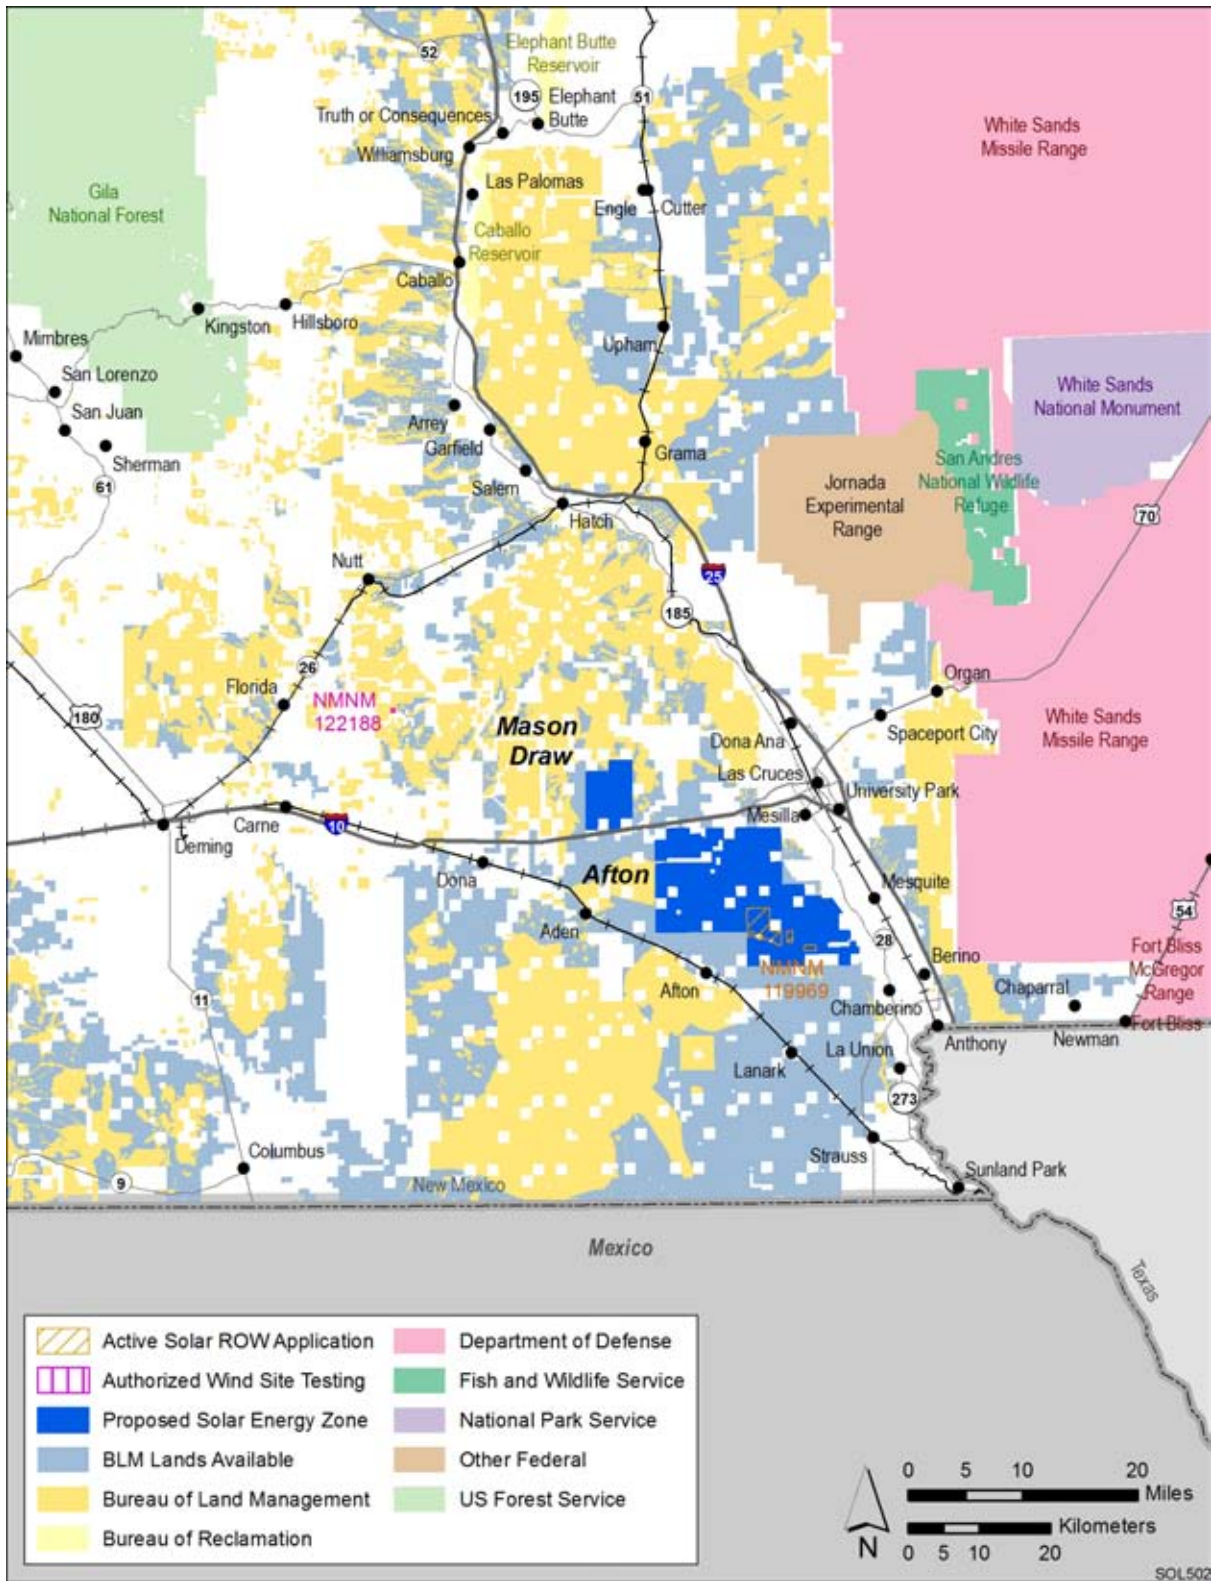 52
Elephant Butte
Reservoir
195
Elephant
Butte
51
Truth or Consequences
Williamsburg
White Sands
Missile Range
Gila
National Forest
Las Palomas
Engle
Cutter
Caballo
Reservoir
Caballo
Kingston
Hillsboro
Mimbres
Upham
San Lorenzo
San Juan
White Sands
National Monument
Arrey
Garfield
Sherman
Grama
San Andres
National Wildlife
Refuge
61
Salem
Jornada
Experimental
Range
Hatch
70
Nutt
25
185
26
Florida
NMNM
122188
Organ
180
Mason
Draw
Dona Ana
Spaceport City
White Sands
Missile Range
Las Cruces
University Park
Carne
10
Mesilla
Deming
Dona
Afton
Mesquite
Aden
28
54
Berino
Fort Bliss
McGregor
Range
NMNM
119969
Afton
11
Chaparral
Chamberino
Fort Bliss
Anthony
Newman
La Union
Lanark
273
Columbus
Strauss
Sunland Park
9
New Mexico
Mexico
Texas
Active Solar ROW Application
Authorized Wind Site Testing
Proposed Solar Energy Zone
BLM Lands Available
Bureau of Land Management
Bureau of Reclamation
Department of Defense
Fish and Wildlife Service
National Park Service
Other Federal
US Forest Service
N
0 5 10 20
Miles
Kilometers
0 5 10 20
SOL502